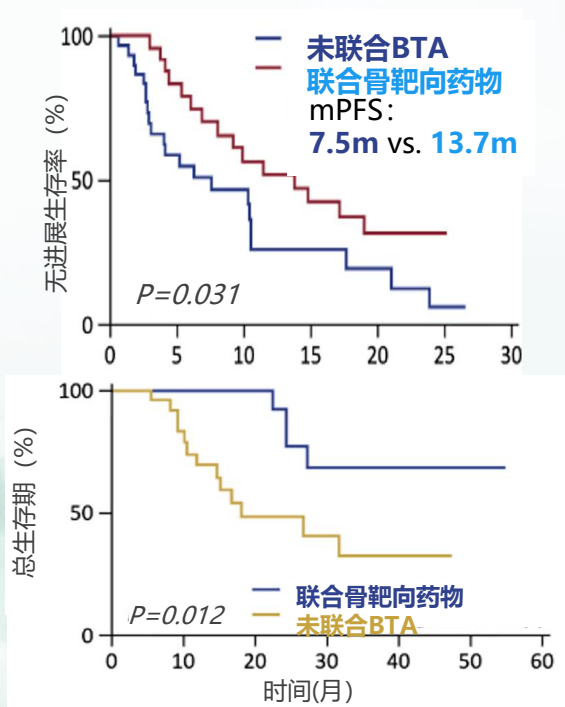 100
50
0
无进展生存率（%）
未联合BTA
联合骨靶向药物
mPFS：
7.5m vs. 13.7m
P=0.031
0 5 10 15 20 25 30
100
50
0
总生存期（%）
P=0.012
联合骨靶向药物
未联合BTA
0 10 20 30 40 50 60
时间(月)